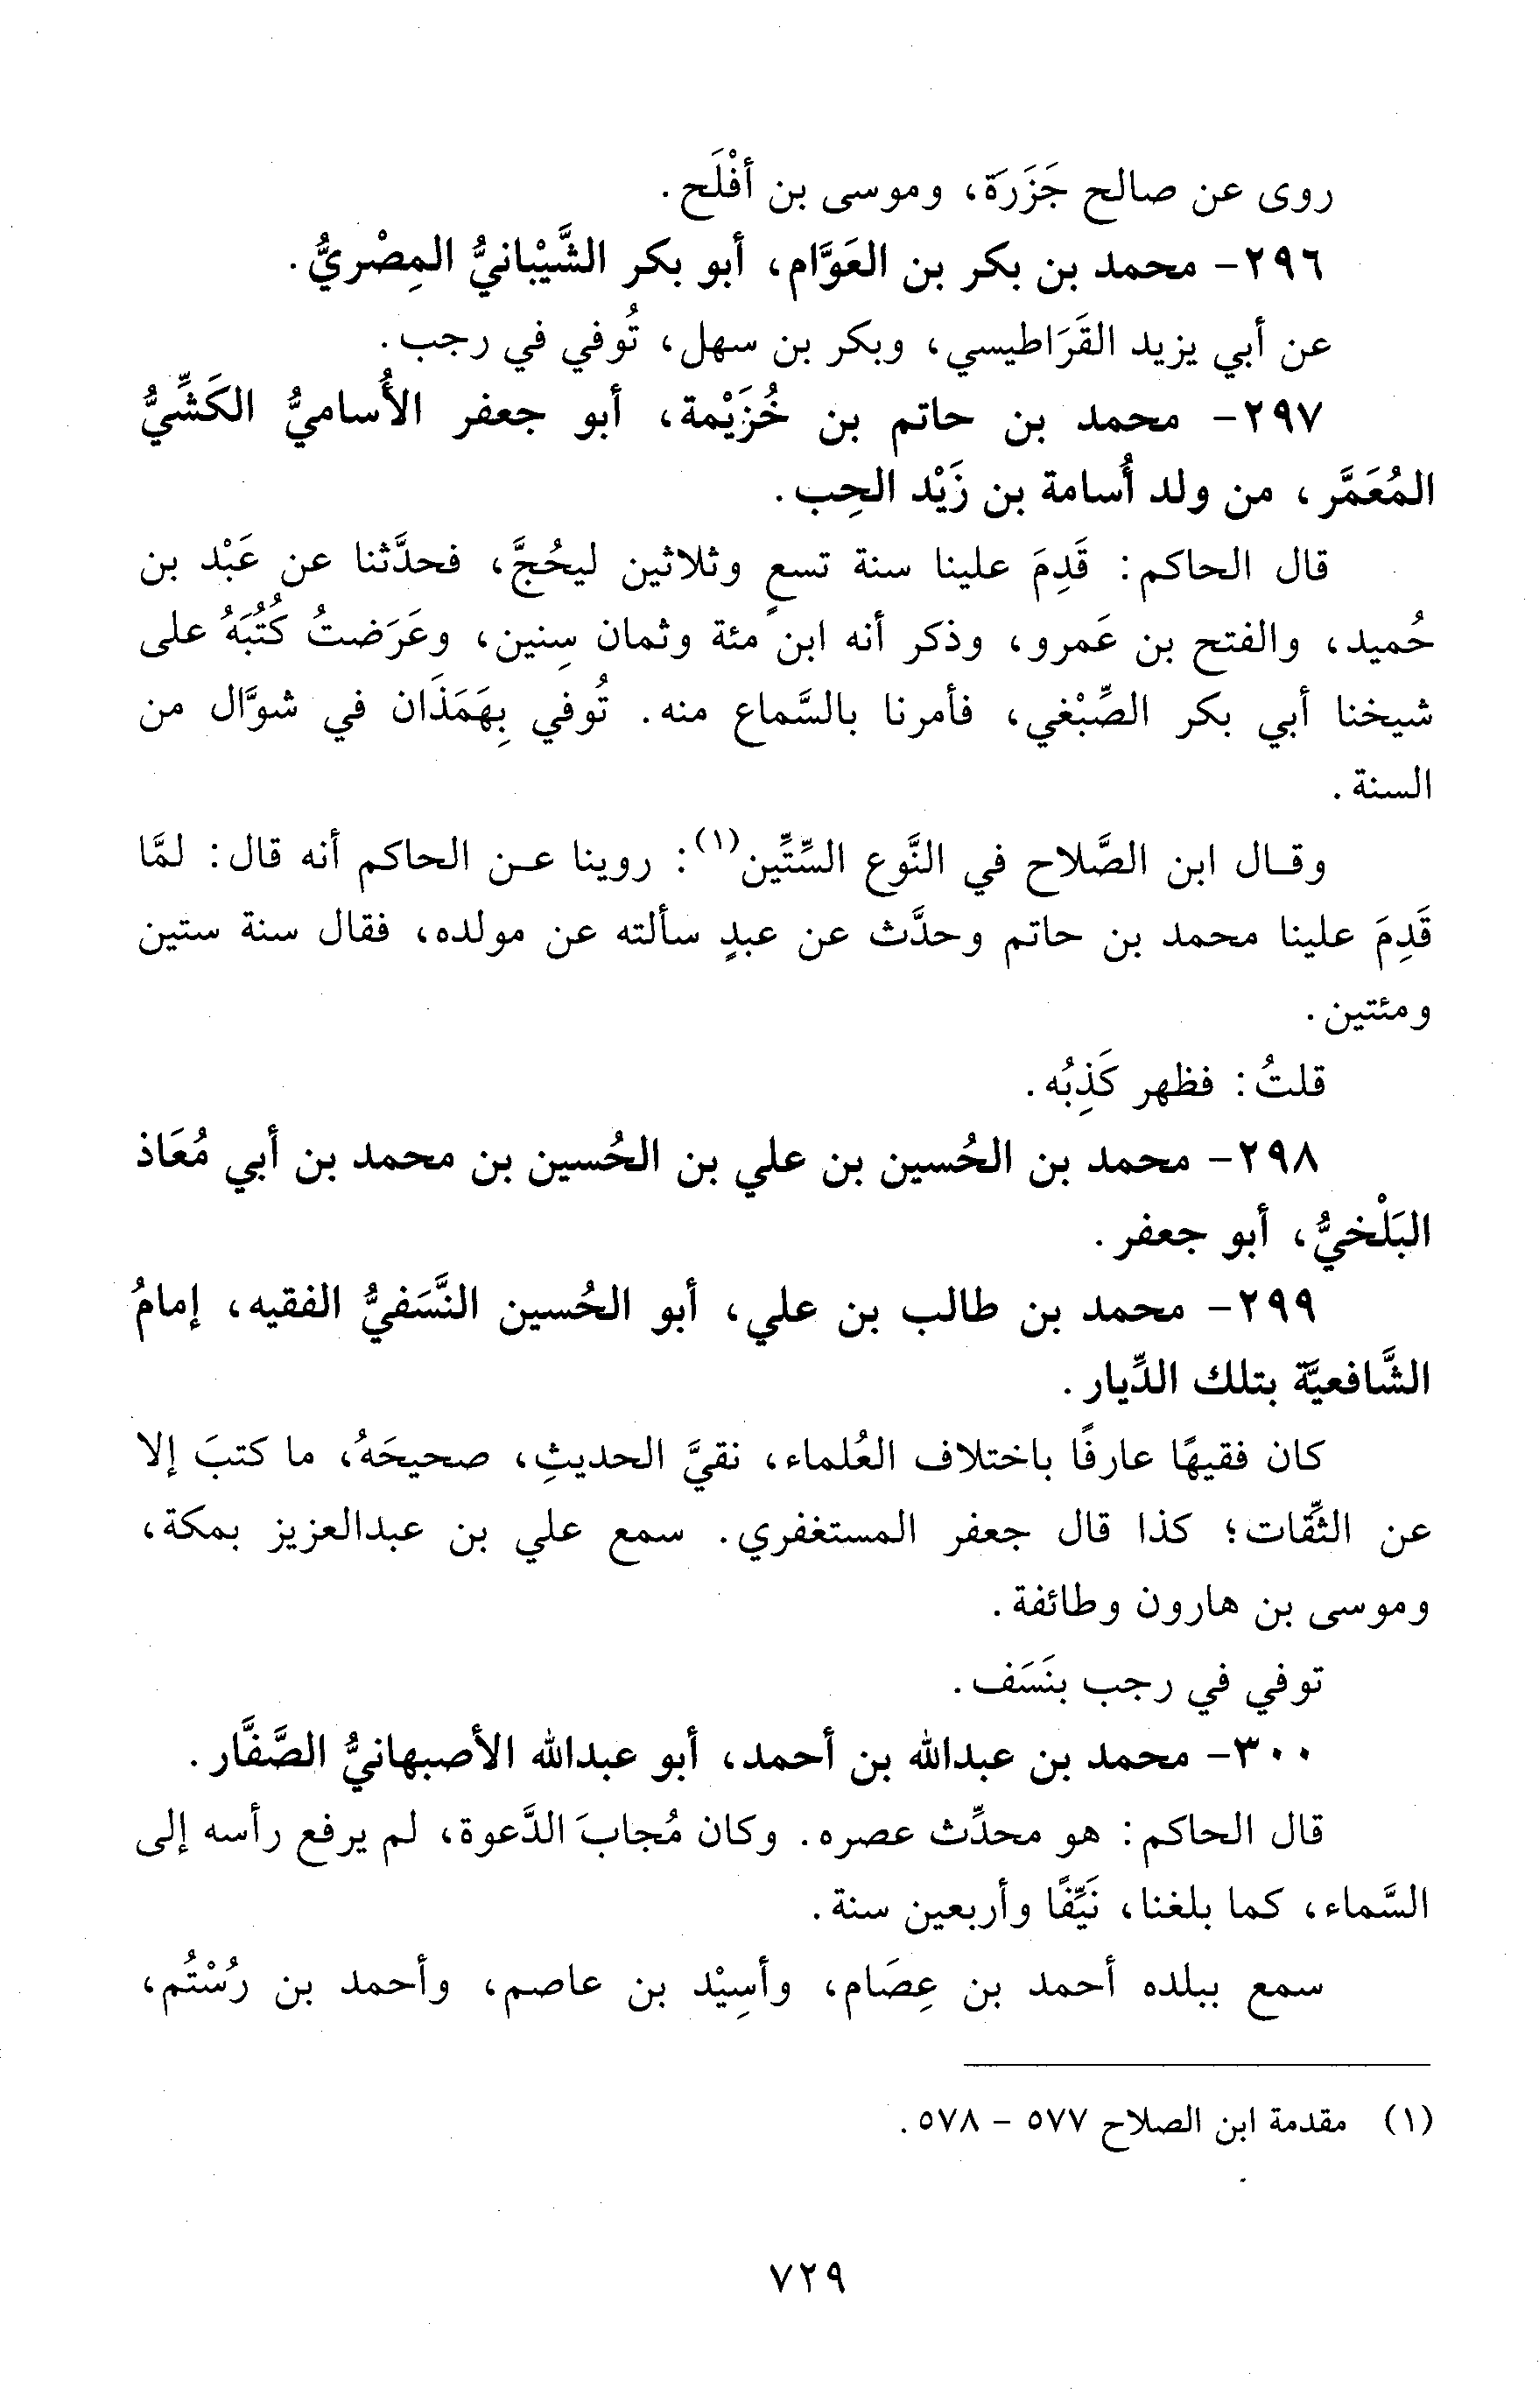 روى عن صالح جَزَرَة، وموسى بن أفْلَح.
٢٩٦- محمد بن بكر بن العَوَّام، أبو بكر الشَّيْبانيُّ المِصْريُّ.
عن أبي يزيد القَرَاطيسي، وبكر بن سهل، تُوفي في رجب.
٢٩٧- محمد بن حاتم بن خُزَيْمة، أبو جعفر الأُساميُّ الكَشِّيُّ
المُعَمَّر، من ولد أُسامة بن زَيْد الحِب.
قال الحاكم: قَدِمَ علينا سنة تسعٍ وثلاثين ليحُجَّ، فحدَّثنا عن عَبْد بن
حُميد، والفتح بن عَمرو، وذكر أنه ابن مئة وثمان سِنين، وعَرَضتُ كُتُبَهُ على
شيخنا أبي بكر الصِّبْغي، فأمرنا بالسَّماع منه. تُوفي بِهَمَذَان في شوَّال من
السنة.
وقال ابن الصَّلاح في النَّوع السِّتِّين(١): روينا عن الحاكم أنه قال: لمَّا
قَدِمَ علينا محمد بن حاتم وحدَّث عن عبدٍ سألته عن مولده، فقال سنة ستين
ومئتين.
قلتُ: فظهر كَذِبُه.
٢٩٨- محمد بن الحُسين بن علي بن الحُسين بن محمد بن أبي مُعَاذ
البَلْخيُّ، أبو جعفر.
٢٩٩- محمد بن طالب بن علي، أبو الحُسين النَّسَفيُّ الفقيه، إمامُ
الشَّافعيَّة بتلك الدِّيار.
كان فقيهًا عارفًا باختلاف العُلماء، نقيَّ الحديثِ، صحيحَهُ، ما كتبَ إلا
عن الثِّقات؛ كذا قال جعفر المستغفري. سمع علي بن عبدالعزيز بمكة،
وموسى بن هارون وطائفة.
توفي في رجب بنَسَف.
٣٠٠- محمد بن عبدالله بن أحمد، أبو عبدالله الأصبهانيُّ الصَّفَّار.
قال الحاكم: هو محدِّث عصره. وكان مُجابَ الدَّعوة، لم يرفع رأسه إلى
السَّماء، كما بلغنا، نَيِّفًا وأربعين سنة.
سمع ببلده أحمد بن عِصَام، وأسِيْد بن عاصم، وأحمد بن رُسْتُم،
(١) مقدمة ابن الصلاح ٥٧٧ - ٥٧٨.
٧٢٩